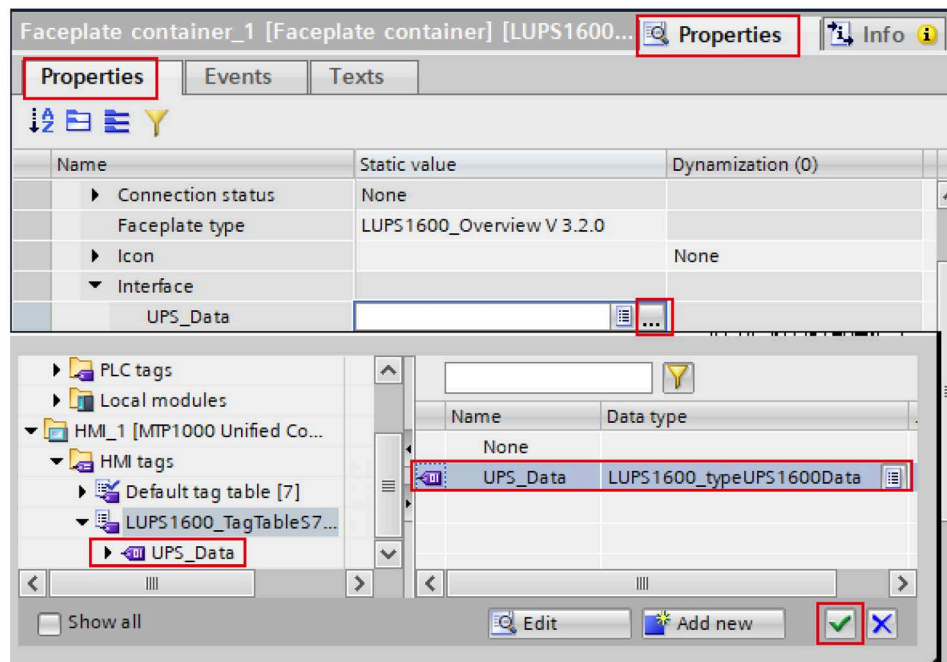 Faceplate container_1 [Faceplate container] [LUPS1600... Properties Info
Properties Events Texts
Name Static value Dynamization (0)
Connection status None
Faceplate type LUPS1600_Overview V 3.2.0
Icon None
Interface
UPS_Data ...
PLC tags
Local modules
HMI_1 [MTP1000 Unified Co...
HMI tags
Default tag table [7]
LUPS1600_TagTableS7...
UPS_Data
Name Data type
None
UPS_Data LUPS1600_typeUPS1600Data
Show all Edit Add new